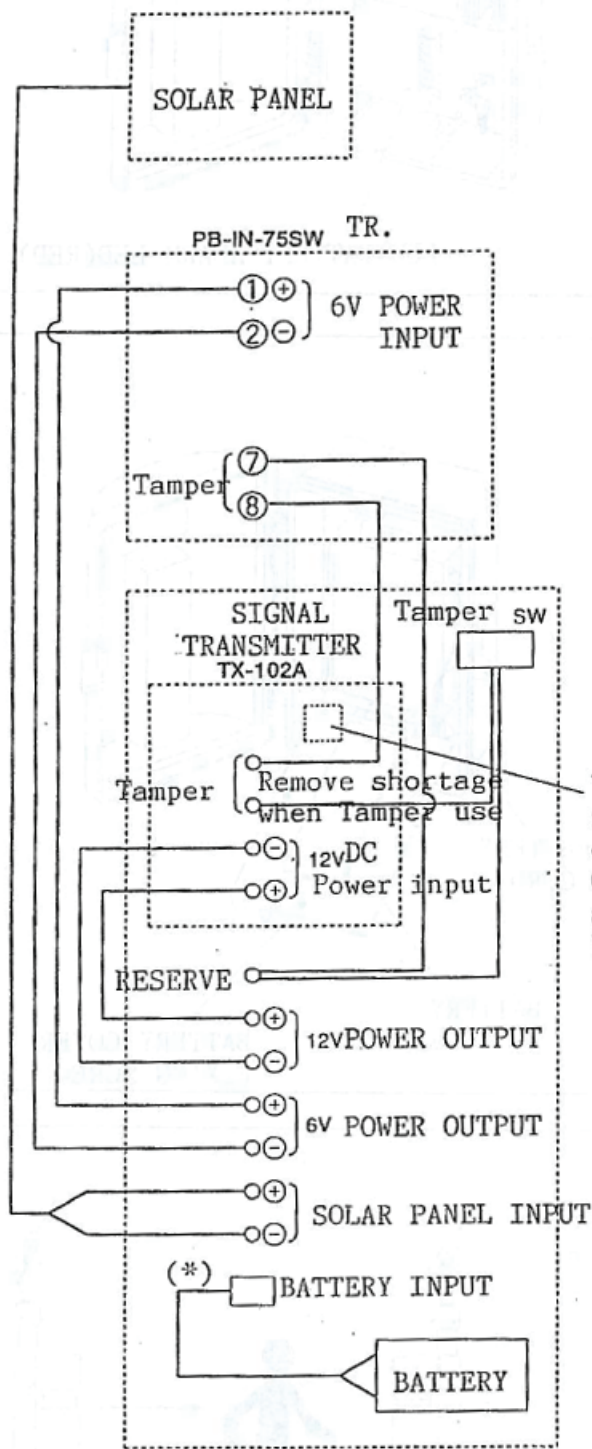 SOLAR PANEL
PB-IN-75SW TR.
① ⊕
② ⊖
6V POWER
INPUT
Tamper
⑦
⑧
SIGNAL
TRANSMITTER
TX-102A
Tamper SW
Tamper
Remove shortage
when Tamper use
⊖
⊕
12VDC
Power input
RESERVE
⊕
⊖
12V POWER OUTPUT
⊕
⊖
6V POWER OUTPUT
⊕
⊖
SOLAR PANEL INPUT
(*)
BATTERY INPUT
BATTERY